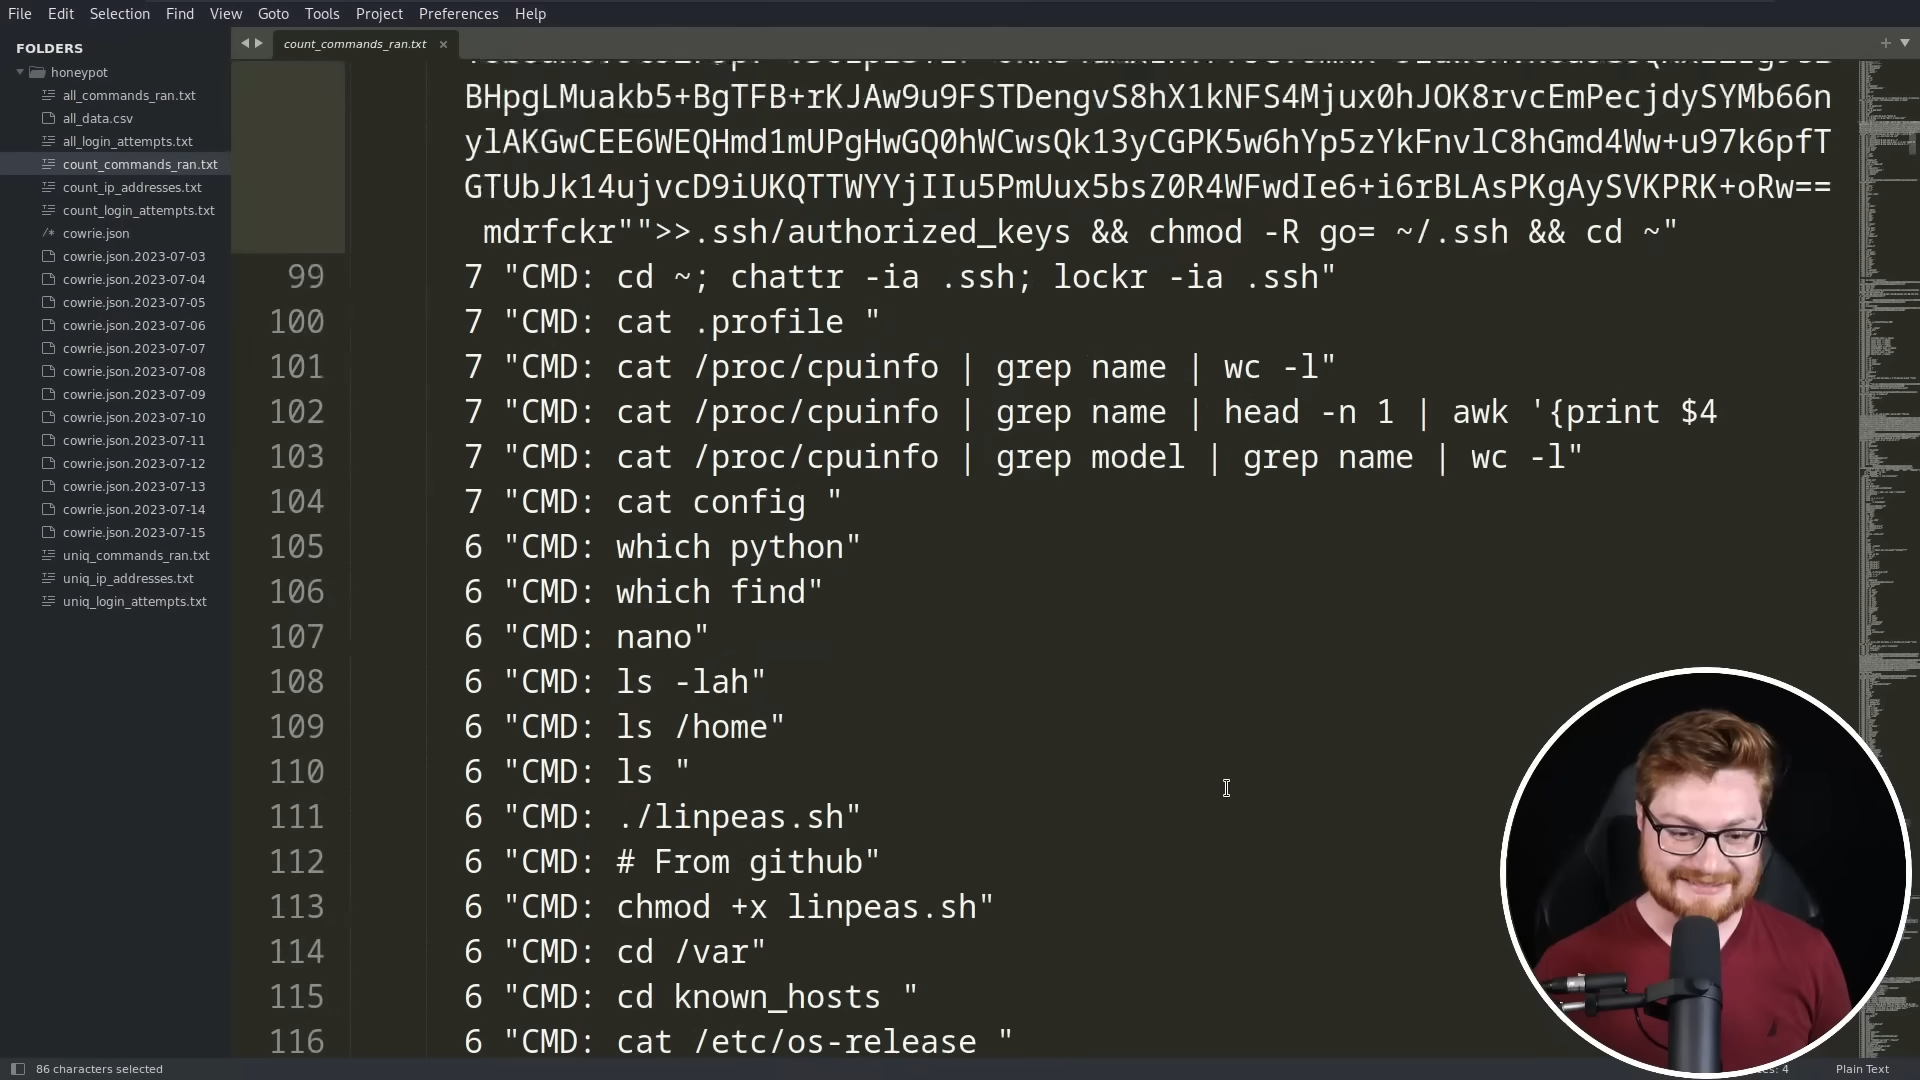 File Edit Selection Find View Goto Tools Project Preferences Help
FOLDERS
honeypot
all_commands_ran.txt
all_data.csv
all_login_attempts.txt
count_commands_ran.txt
count_ip_addresses.txt
count_login_attempts.txt
cowrie.json
cowrie.json.2023-07-03
cowrie.json.2023-07-04
cowrie.json.2023-07-05
cowrie.json.2023-07-06
cowrie.json.2023-07-07
cowrie.json.2023-07-08
cowrie.json.2023-07-09
cowrie.json.2023-07-10
cowrie.json.2023-07-11
cowrie.json.2023-07-12
cowrie.json.2023-07-13
cowrie.json.2023-07-14
cowrie.json.2023-07-15
uniq_commands_ran.txt
uniq_ip_addresses.txt
uniq_login_attempts.txt
count_commands_ran.txt
BHpgLMuakb5+BgTFB+rKJAw9u9FSTDengvS8hX1kNFS4Mjux0hJOK8rvcEmPecjdySYMb66n
ylAKGwCEE6WEQHmd1mUPgHwGQ0hWCwsQk13yCGPK5w6hYp5zYkFnvlC8hGmd4Ww+u97k6pfT
GTUbJk14ujvcD9iUKQTTWYYjIIu5PmUux5bsZ0R4WFwdIe6+i6rBLAsPKgAySVKPRK+oRw==
mdrfckr"">>.ssh/authorized_keys && chmod -R go= ~/.ssh && cd ~"
99 7 "CMD: cd ~; chattr -ia .ssh; lockr -ia .ssh"
100 7 "CMD: cat .profile "
101 7 "CMD: cat /proc/cpuinfo | grep name | wc -l"
102 7 "CMD: cat /proc/cpuinfo | grep name | head -n 1 | awk '{print $4
103 7 "CMD: cat /proc/cpuinfo | grep model | grep name | wc -l"
104 7 "CMD: cat config "
105 6 "CMD: which python"
106 6 "CMD: which find"
107 6 "CMD: nano"
108 6 "CMD: ls -lah"
109 6 "CMD: ls /home"
110 6 "CMD: ls "
111 6 "CMD: ./linpeas.sh"
112 6 "CMD: # From github"
113 6 "CMD: chmod +x linpeas.sh"
114 6 "CMD: cd /var"
115 6 "CMD: cd known_hosts "
116 6 "CMD: cat /etc/os-release "
86 characters selected
4
Plain Text